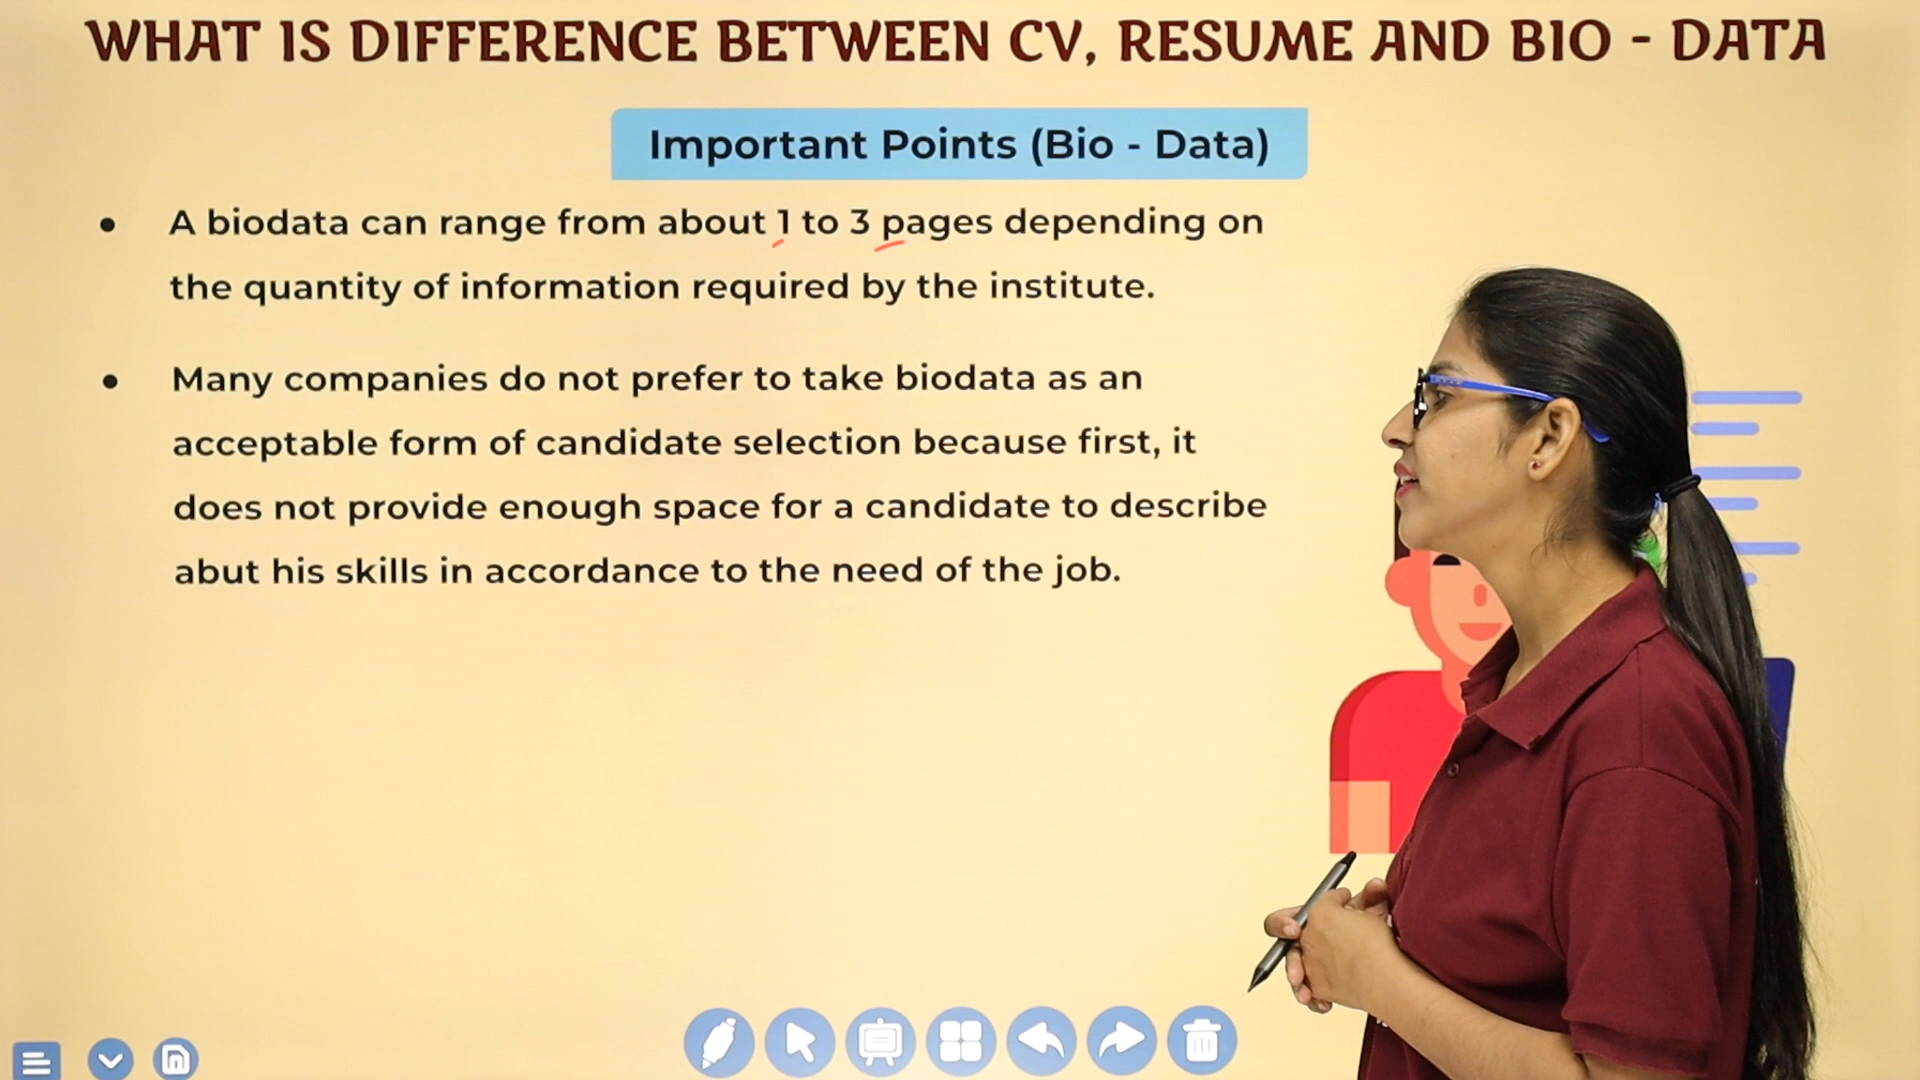 WHAT IS DIFFERENCE BETWEEN CV, RESUME AND BIO - DATA
Important Points (Bio - Data)
• A biodata can range from about 1 to 3 pages depending on
the quantity of information required by the institute.
• Many companies do not prefer to take biodata as an
acceptable form of candidate selection because first, it
does not provide enough space for a candidate to describe
abut his skills in accordance to the need of the job.